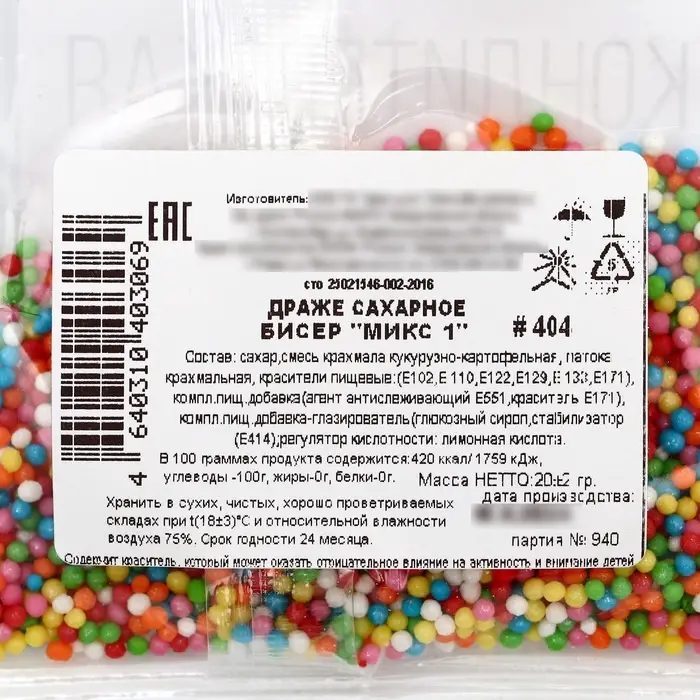 КОНДИТ
EAC
Изготовитель:
4 640310 403069
сто 25021546-002-2016
ДРАЖЕ САХАРНОЕ
БИСЕР "МИКС 1" # 404
Состав: сахар,смесь крахмала кукурузно-картофельная, патока
крахмальная, красители пищевые:(Е102,Е 110,Е122,Е129,Е 133,Е171),
компл.пищ.добавка(агент антислеживающий Е551,краситель Е171),
компл.пищ.добавка-глазирователь(глюкозный сироп,стабилизатор
(Е414);регулятор кислотности: лимонная кислота.
В 100 граммах продукта содержится:420 ккал/ 1759 кДж,
углеводы -100г, жиры-0г, белки-0г.
Масса НЕТТО:20±2 гр.
дата производства:
Хранить в сухих, чистых, хорошо проветриваемых
складах при t(18±3)°С и относительной влажности
воздуха 75%. Срок годности 24 месяца.
партия № 940
Содержит краситель, который может оказать отрицательное влияние на активность и внимание детей
5
PP